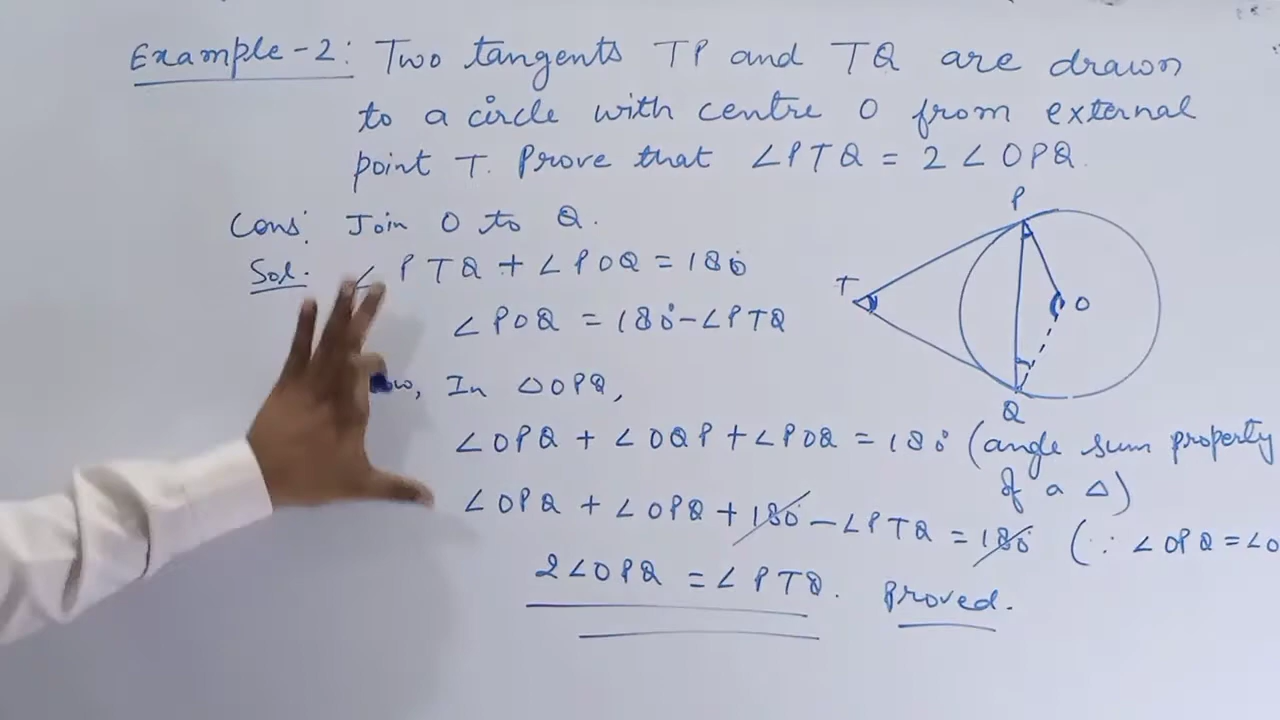 Example-2: Two tangents TP and TQ are drawn
to a circle with centre O from external
point T. Prove that ∠PTQ = 2∠OPQ.
Cons: Join O to Q.
Sol. ∠PTQ + ∠POQ = 180°
∠POQ = 180° - ∠PTQ
In △OPQ,
∠OPQ + ∠OQP + ∠POQ = 180° (angle sum property
of a △)
∠OPQ + ∠OPQ + 180° - ∠PTQ = 180° (∵ ∠OPQ = ∠O
2∠OPQ = ∠PTQ. Proved.
P
T
O
Q